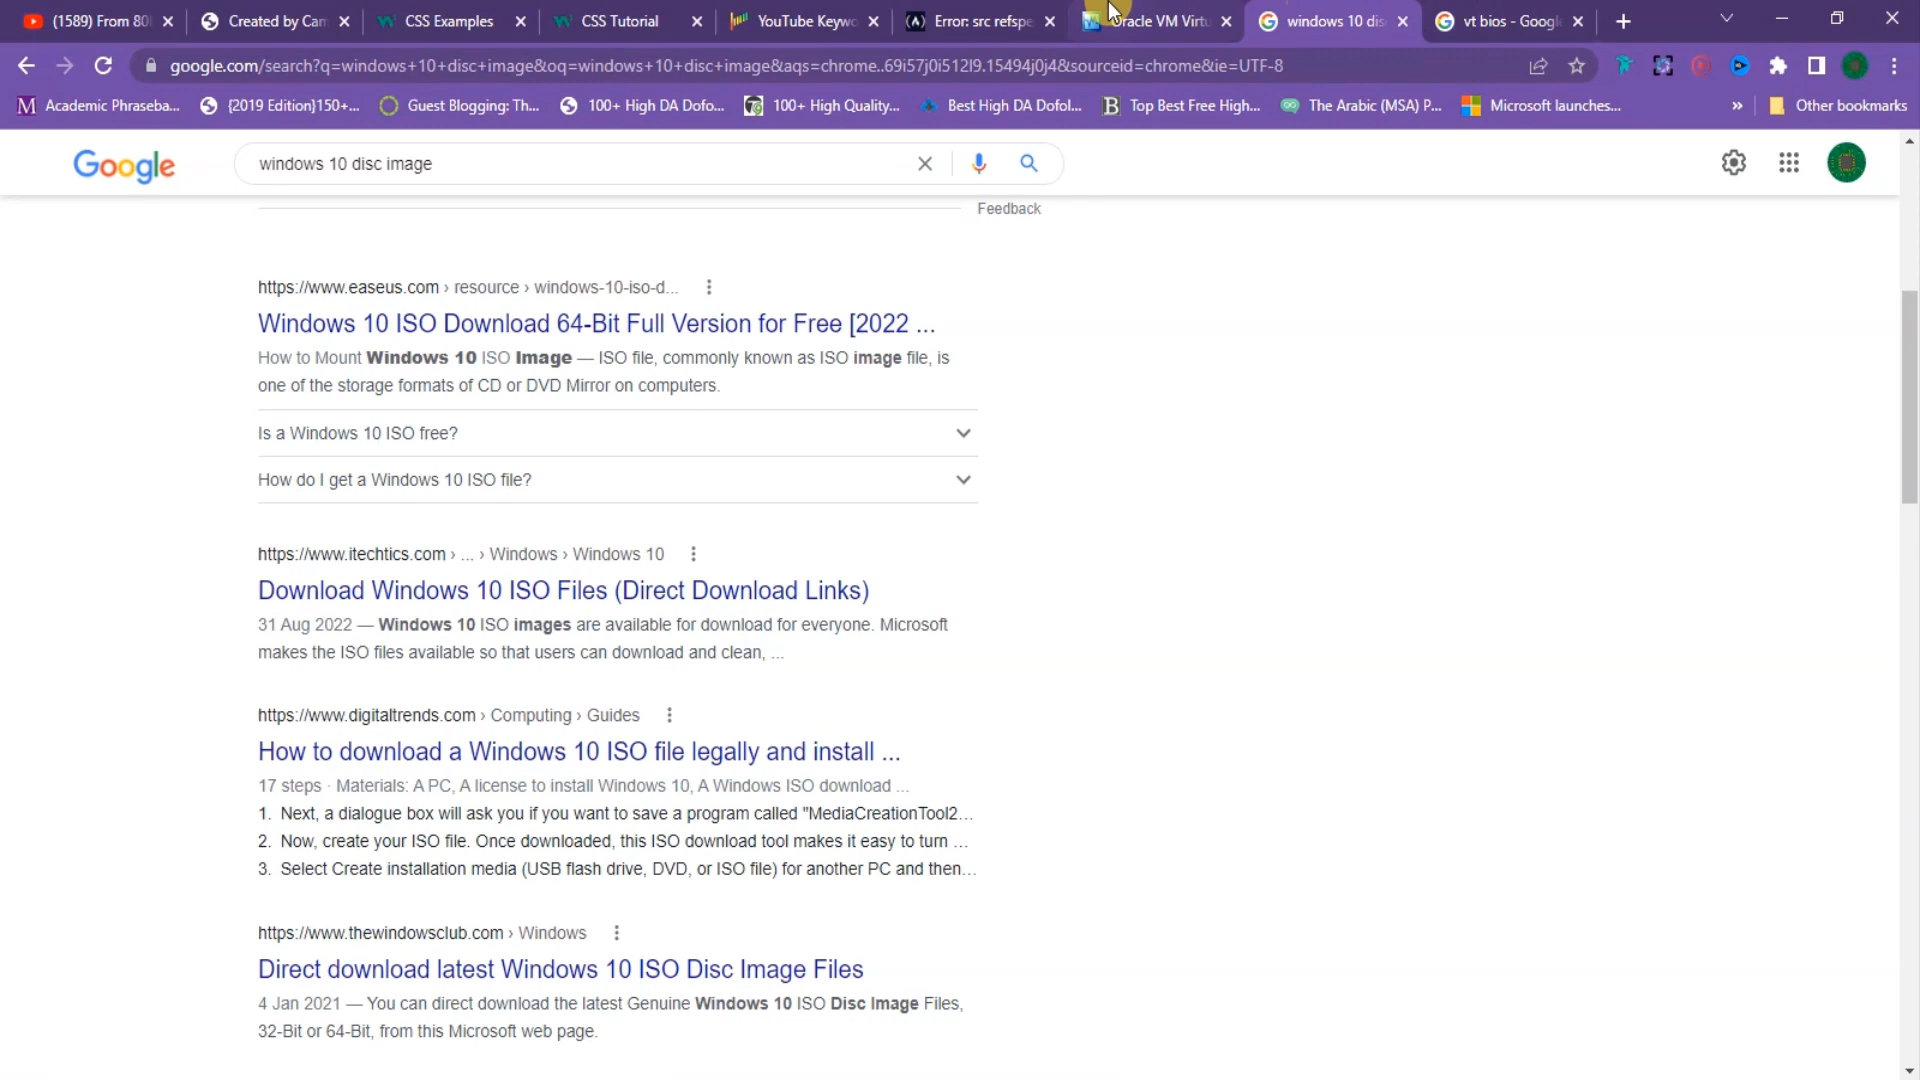 (1589) From 80
Created by Cam
CSS Examples
CSS Tutorial
YouTube Keywo
Error: src refspe
Oracle VM Virtu
windows 10 dis
vt bios - Google
google.com/search?q=windows+10+disc+image&oq=windows+10+disc+image&aqs=chrome..69i57j0i512l9.15494j0j4&sourceid=chrome&ie=UTF-8
Academic Phraseba...
{2019 Edition}150+...
Guest Blogging: Th...
100+ High DA Dofo...
100+ High Quality...
Best High DA Dofol...
Top Best Free High...
The Arabic (MSA) P...
Microsoft launches...
»
Other bookmarks
Google
windows 10 disc image
Feedback
https://www.easeus.com › resource › windows-10-iso-d...
Windows 10 ISO Download 64-Bit Full Version for Free [2022 ...
How to Mount Windows 10 ISO Image — ISO file, commonly known as ISO image file, is
one of the storage formats of CD or DVD Mirror on computers.
Is a Windows 10 ISO free?
How do I get a Windows 10 ISO file?
https://www.itechtics.com › ... › Windows › Windows 10
Download Windows 10 ISO Files (Direct Download Links)
31 Aug 2022 — Windows 10 ISO images are available for download for everyone. Microsoft
makes the ISO files available so that users can download and clean, ...
https://www.digitaltrends.com › Computing › Guides
How to download a Windows 10 ISO file legally and install ...
17 steps · Materials: A PC, A license to install Windows 10, A Windows ISO download ...
1. Next, a dialogue box will ask you if you want to save a program called "MediaCreationTool2...
2. Now, create your ISO file. Once downloaded, this ISO download tool makes it easy to turn ...
3. Select Create installation media (USB flash drive, DVD, or ISO file) for another PC and then...
https://www.thewindowsclub.com › Windows
Direct download latest Windows 10 ISO Disc Image Files
4 Jan 2021 — You can direct download the latest Genuine Windows 10 ISO Disc Image Files,
32-Bit or 64-Bit, from this Microsoft web page.